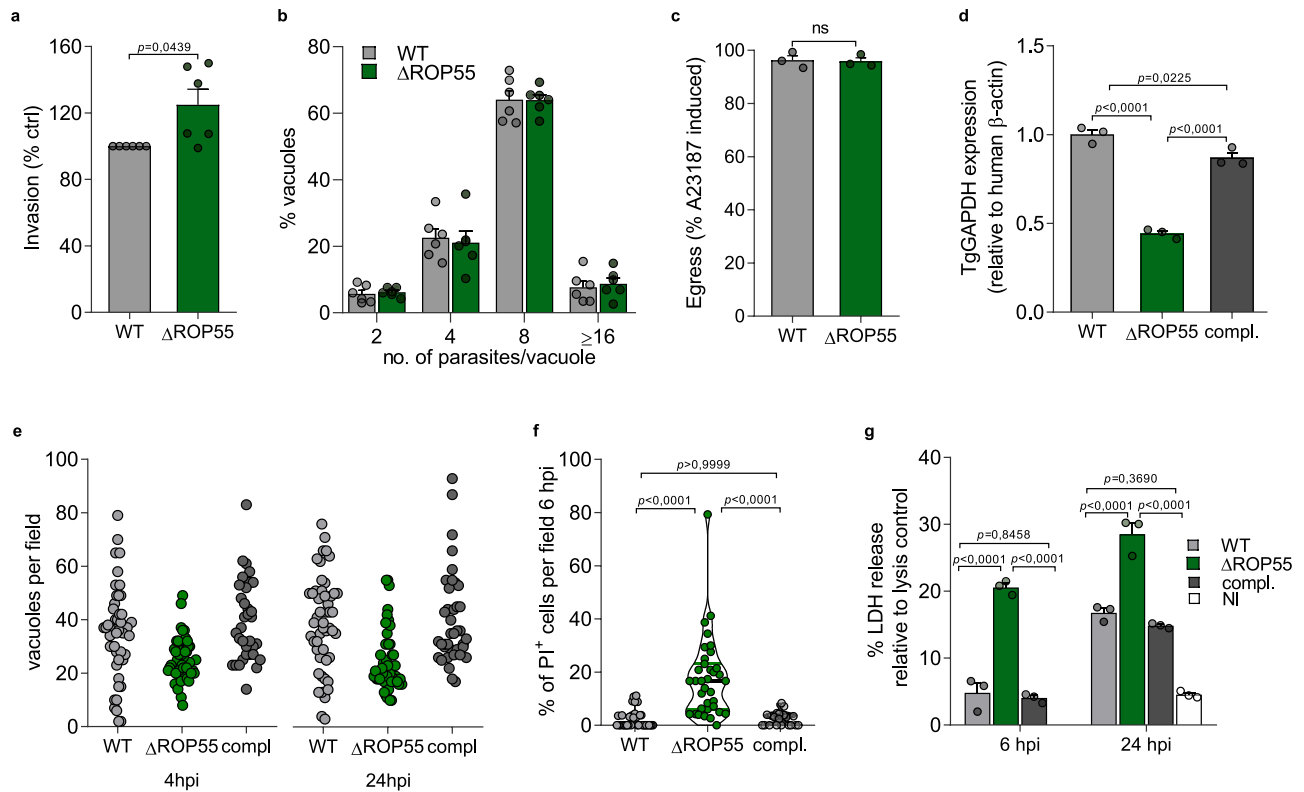 a
Invasion (% ctrl)
160
120
80
40
0
p=0,0439
WT
ΔROP55
b
% vacuoles
80
60
40
20
0
WT
ΔROP55
2
4
8
≥16
no. of parasites/vacuole
c
Egress (% A23187 induced)
100
80
60
40
20
0
ns
WT
ΔROP55
d
TgGAPDH expression
(relative to human β-actin)
1.5
1.0
0.5
0.0
p=0,0225
p<0,0001
p<0,0001
WT
ΔROP55
compl.
e
vacuoles per field
100
80
60
40
20
0
WT
ΔROP55
compl
4hpi
WT
ΔROP55
compl
24hpi
f
% of PI⁺ cells per field 6 hpi
100
80
60
40
20
0
p>0,9999
p<0,0001
p<0,0001
WT
ΔROP55
compl.
g
% LDH release
relative to lysis control
40
30
20
10
0
p=0,8458
p<0,0001
p<0,0001
p=0,3690
p<0,0001
p<0,0001
WT
ΔROP55
compl.
NI
6 hpi
24 hpi